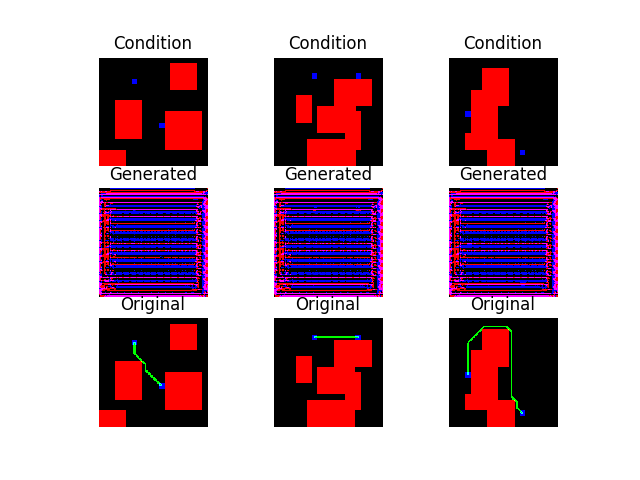 Condition Condition Condition
Generated Generated Generated
Original Original Original